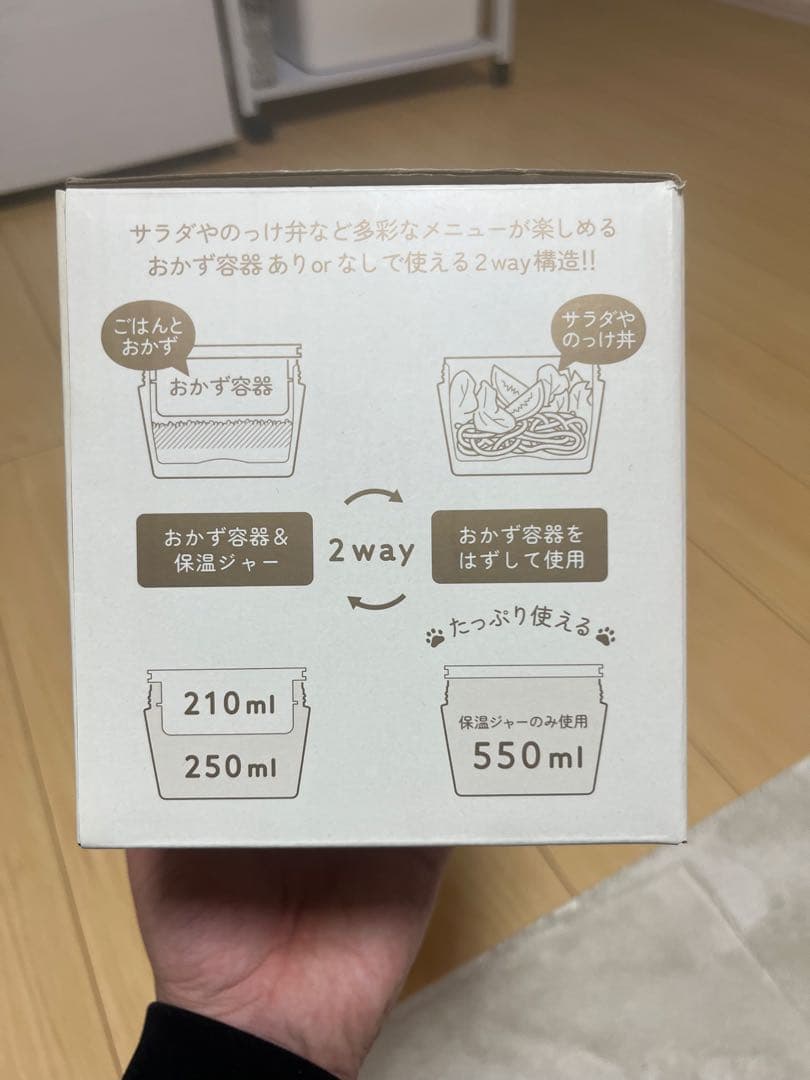 サラダやのっけ弁など多彩なメニューが楽しめる
おかず容器ありorなしで使える2way構造!!
ごはんと
おかず
おかず容器
サラダや
のっけ丼
おかず容器&
保温ジャー
2way
おかず容器を
はずして使用
たっぷり使える
210ml
250ml
保温ジャーのみ使用
550ml